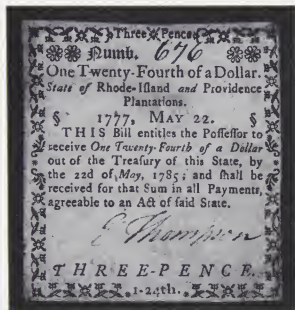 Three Pence
Numb. 676
One Twenty-Fourth of a Dollar.
State of Rhode-Iſland and Providence
Plantations.
§ 1777, MAY 22. §
THIS Bill entitles the Poſſeſſor to
receive One Twenty-Fourth of a Dollar
out of the Treaſury of this State, by
the 22d of May, 1785; and ſhall be
received for that Sum in all Payments,
agreeable to an Act of ſaid State.
E Thompson
THREE-PENCE.
1-24th.